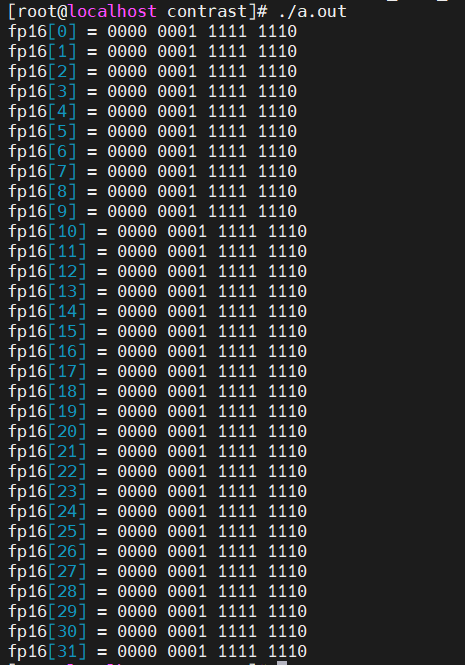 [root@localhost contrast]# ./a.out
fp16[0] = 0000 0001 1111 1110
fp16[1] = 0000 0001 1111 1110
fp16[2] = 0000 0001 1111 1110
fp16[3] = 0000 0001 1111 1110
fp16[4] = 0000 0001 1111 1110
fp16[5] = 0000 0001 1111 1110
fp16[6] = 0000 0001 1111 1110
fp16[7] = 0000 0001 1111 1110
fp16[8] = 0000 0001 1111 1110
fp16[9] = 0000 0001 1111 1110
fp16[10] = 0000 0001 1111 1110
fp16[11] = 0000 0001 1111 1110
fp16[12] = 0000 0001 1111 1110
fp16[13] = 0000 0001 1111 1110
fp16[14] = 0000 0001 1111 1110
fp16[15] = 0000 0001 1111 1110
fp16[16] = 0000 0001 1111 1110
fp16[17] = 0000 0001 1111 1110
fp16[18] = 0000 0001 1111 1110
fp16[19] = 0000 0001 1111 1110
fp16[20] = 0000 0001 1111 1110
fp16[21] = 0000 0001 1111 1110
fp16[22] = 0000 0001 1111 1110
fp16[23] = 0000 0001 1111 1110
fp16[24] = 0000 0001 1111 1110
fp16[25] = 0000 0001 1111 1110
fp16[26] = 0000 0001 1111 1110
fp16[27] = 0000 0001 1111 1110
fp16[28] = 0000 0001 1111 1110
fp16[29] = 0000 0001 1111 1110
fp16[30] = 0000 0001 1111 1110
fp16[31] = 0000 0001 1111 1110